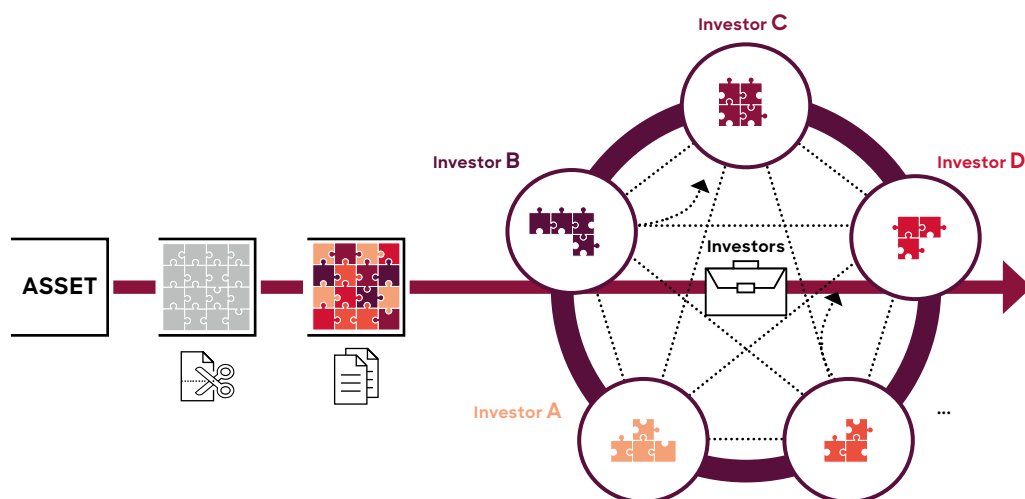 Investor C
Investor B
Investor D
Investors
ASSET
Investor A
...